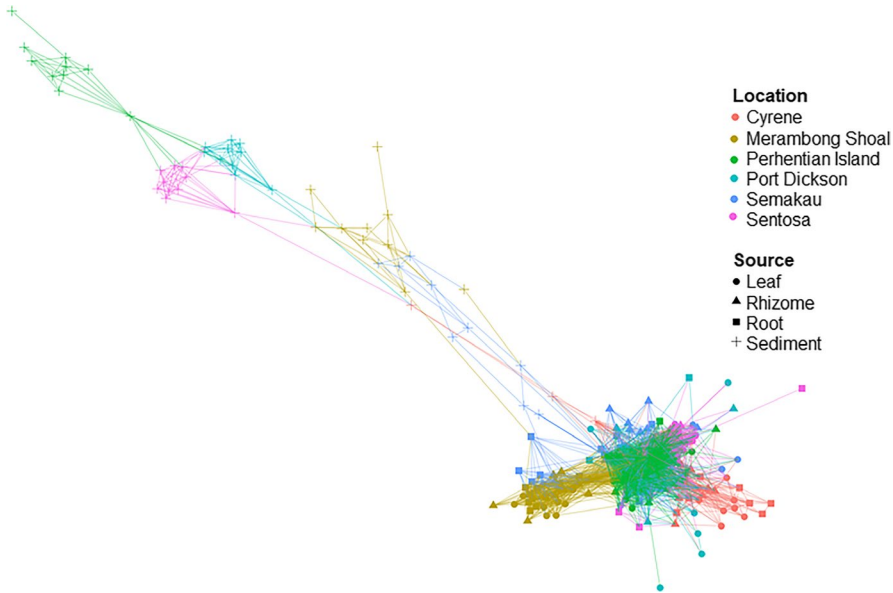 Location
Cyrene
Merambong Shoal
Perhentian Island
Port Dickson
Semakau
Sentosa
Source
Leaf
Rhizome
Root
Sediment